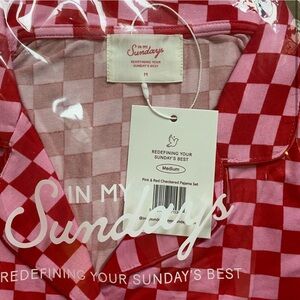 in my
Sundays
REDEFINING YOUR
SUNDAY'S BEST
M
REDEFINING YOUR
SUNDAY'S BEST
Medium
Pink & Red Checkered Pajama Set
IN MY
Sundays
REDEFINING YOUR SUNDAY'S BEST